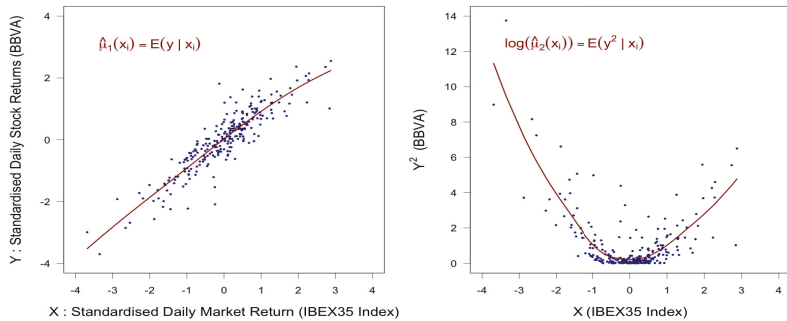 4
2
0
-2
-4
μ̂₁(xᵢ) = E(y | xᵢ)
Y : Standardised Daily Stock Returns (BBVA)
-4 -3 -2 -1 0 1 2 3 4
X : Standardised Daily Market Return (IBEX35 Index)
14
12
10
8
6
4
2
0
log(μ̂₂(xᵢ)) = E(y² | xᵢ)
Y² (BBVA)
-4 -3 -2 -1 0 1 2 3 4
X (IBEX35 Index)